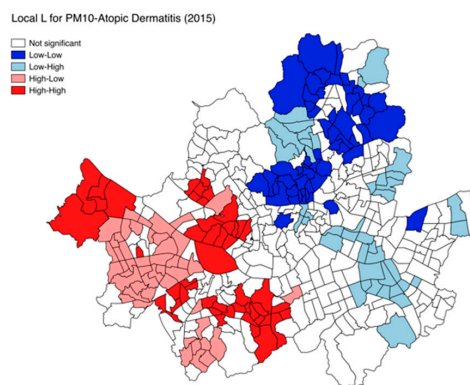 Local L for PM10-Atopic Dermatitis (2015)
Not significant
Low-Low
Low-High
High-Low
High-High